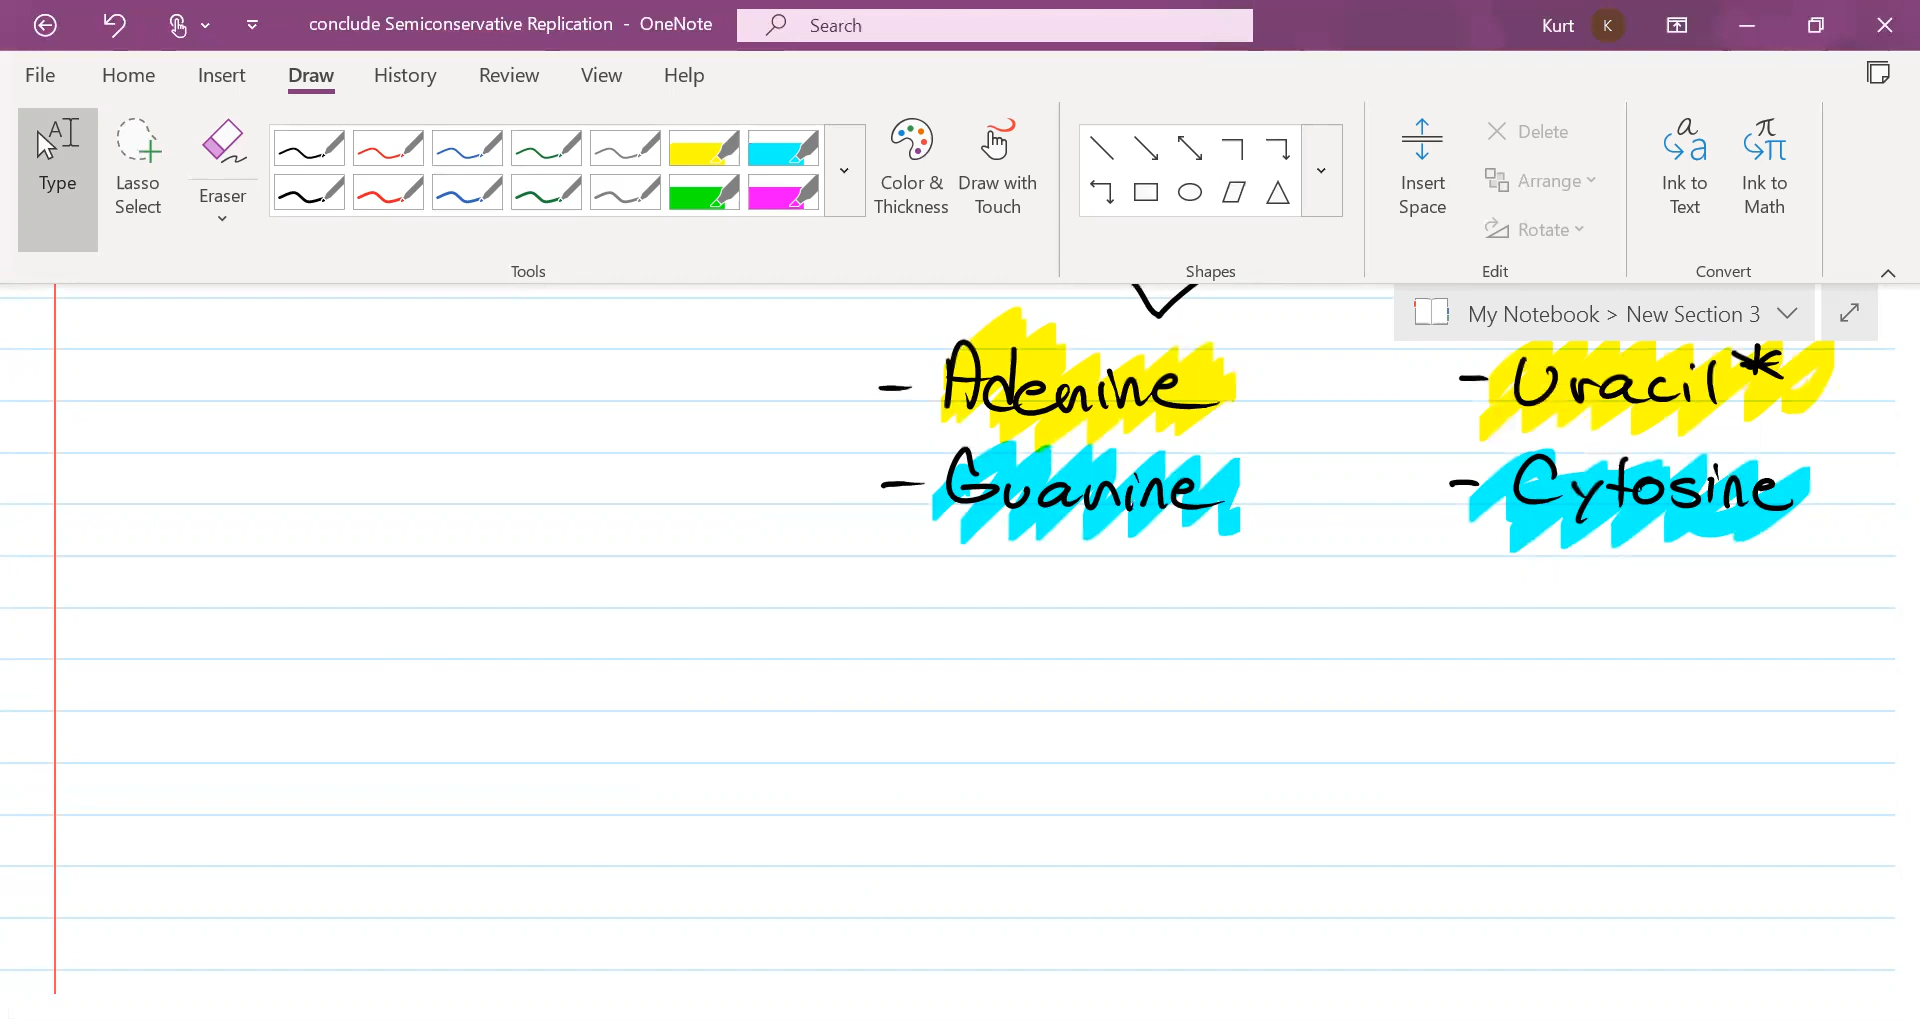 conclude Semiconservative Replication - OneNote
Search
Kurt K
File Home Insert Draw History Review View Help
Type
Lasso Select
Eraser
Color & Thickness
Draw with Touch
Insert Space
Delete
Arrange
Rotate
Ink to Text
Ink to Math
Tools Shapes Edit Convert
My Notebook > New Section 3
- Adenine - Uracil *
- Guanine - Cytosine